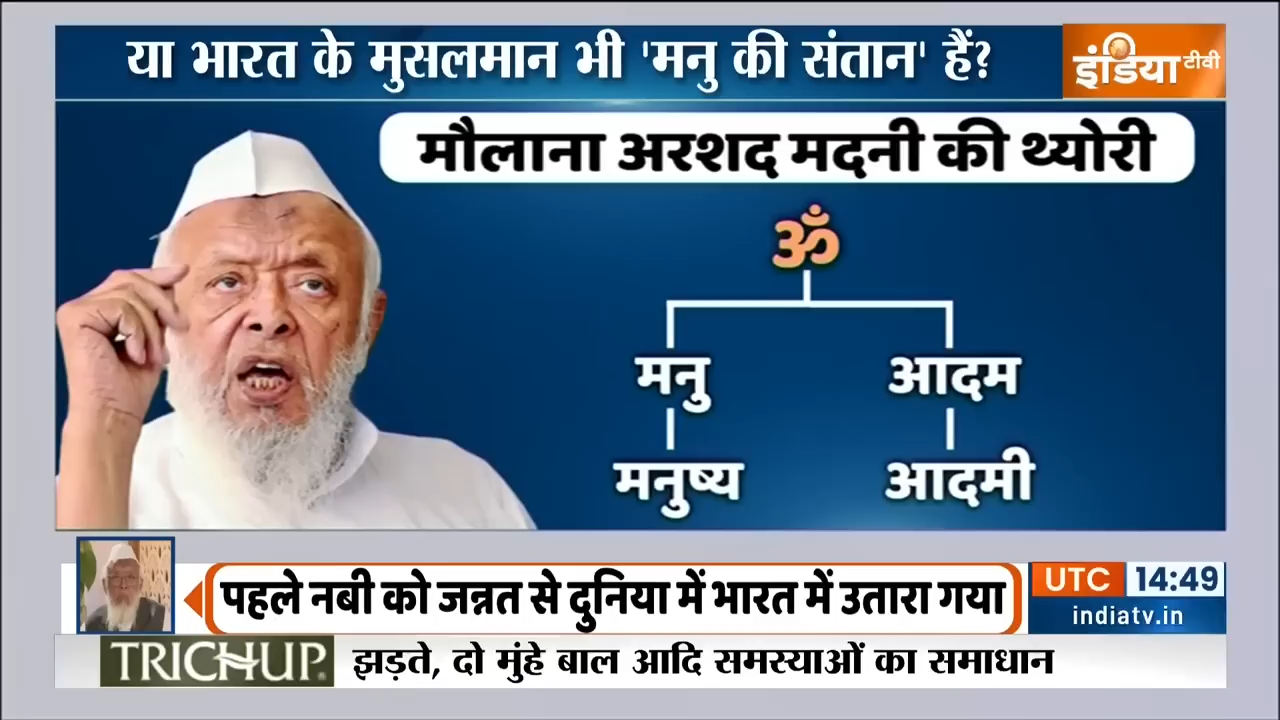 या भारत के मुसलमान भी 'मनु की संतान' हैं?
इंडिया टीवी
मौलाना अरशद मदनी की थ्योरी
ॐ
मनु आदम
मनुष्य आदमी
पहले नबी को जन्नत से दुनिया में भारत में उतारा गया
UTC 14:49
indiatv.in
TRICHUP. झड़ते, दो मुंहे बाल आदि समस्याओं का समाधान